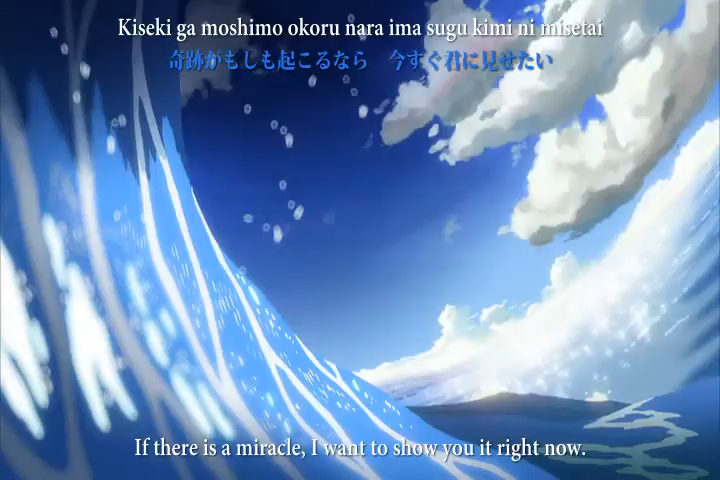 Kiseki ga moshimo okoru nara ima sugu kimi ni misetai
奇跡がもしも起こるなら　今すぐ君に見せたい
If there is a miracle, I want to show you it right now.